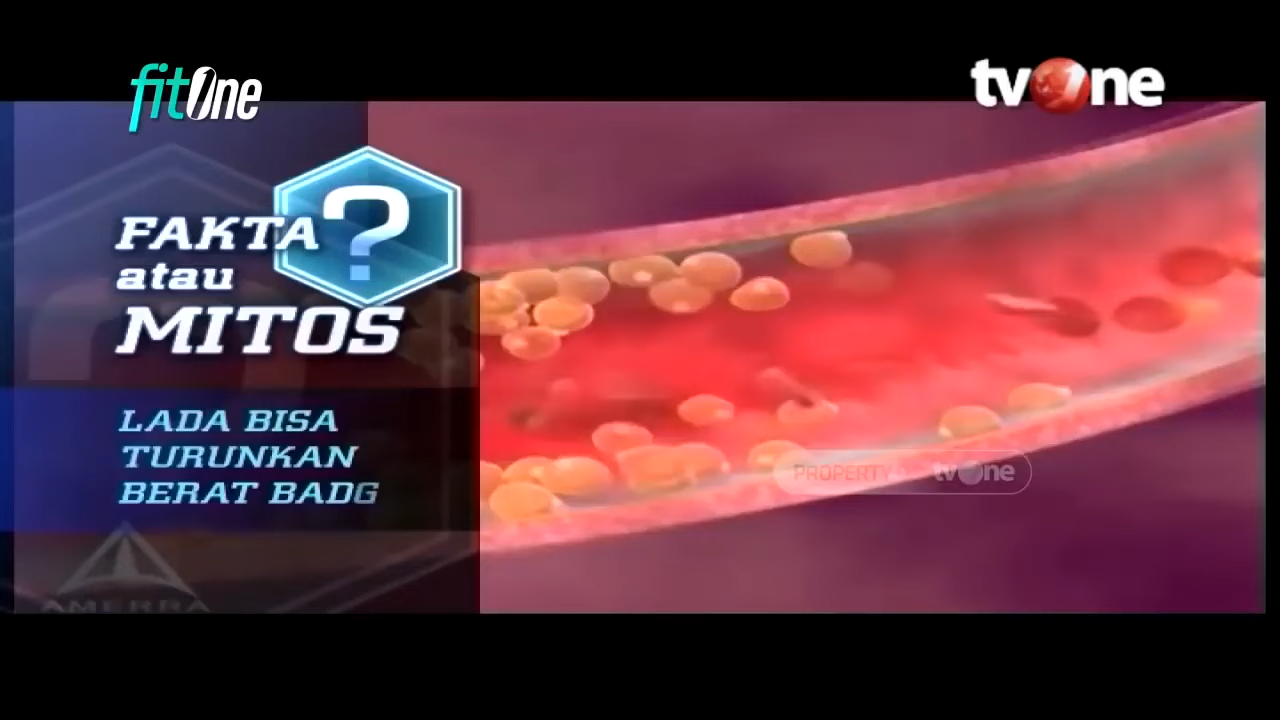 fitOne
tvOne
?
FAKTA
atau
MITOS
LADA BISA
TURUNKAN
BERAT BADG
PROPERTY
tvOne